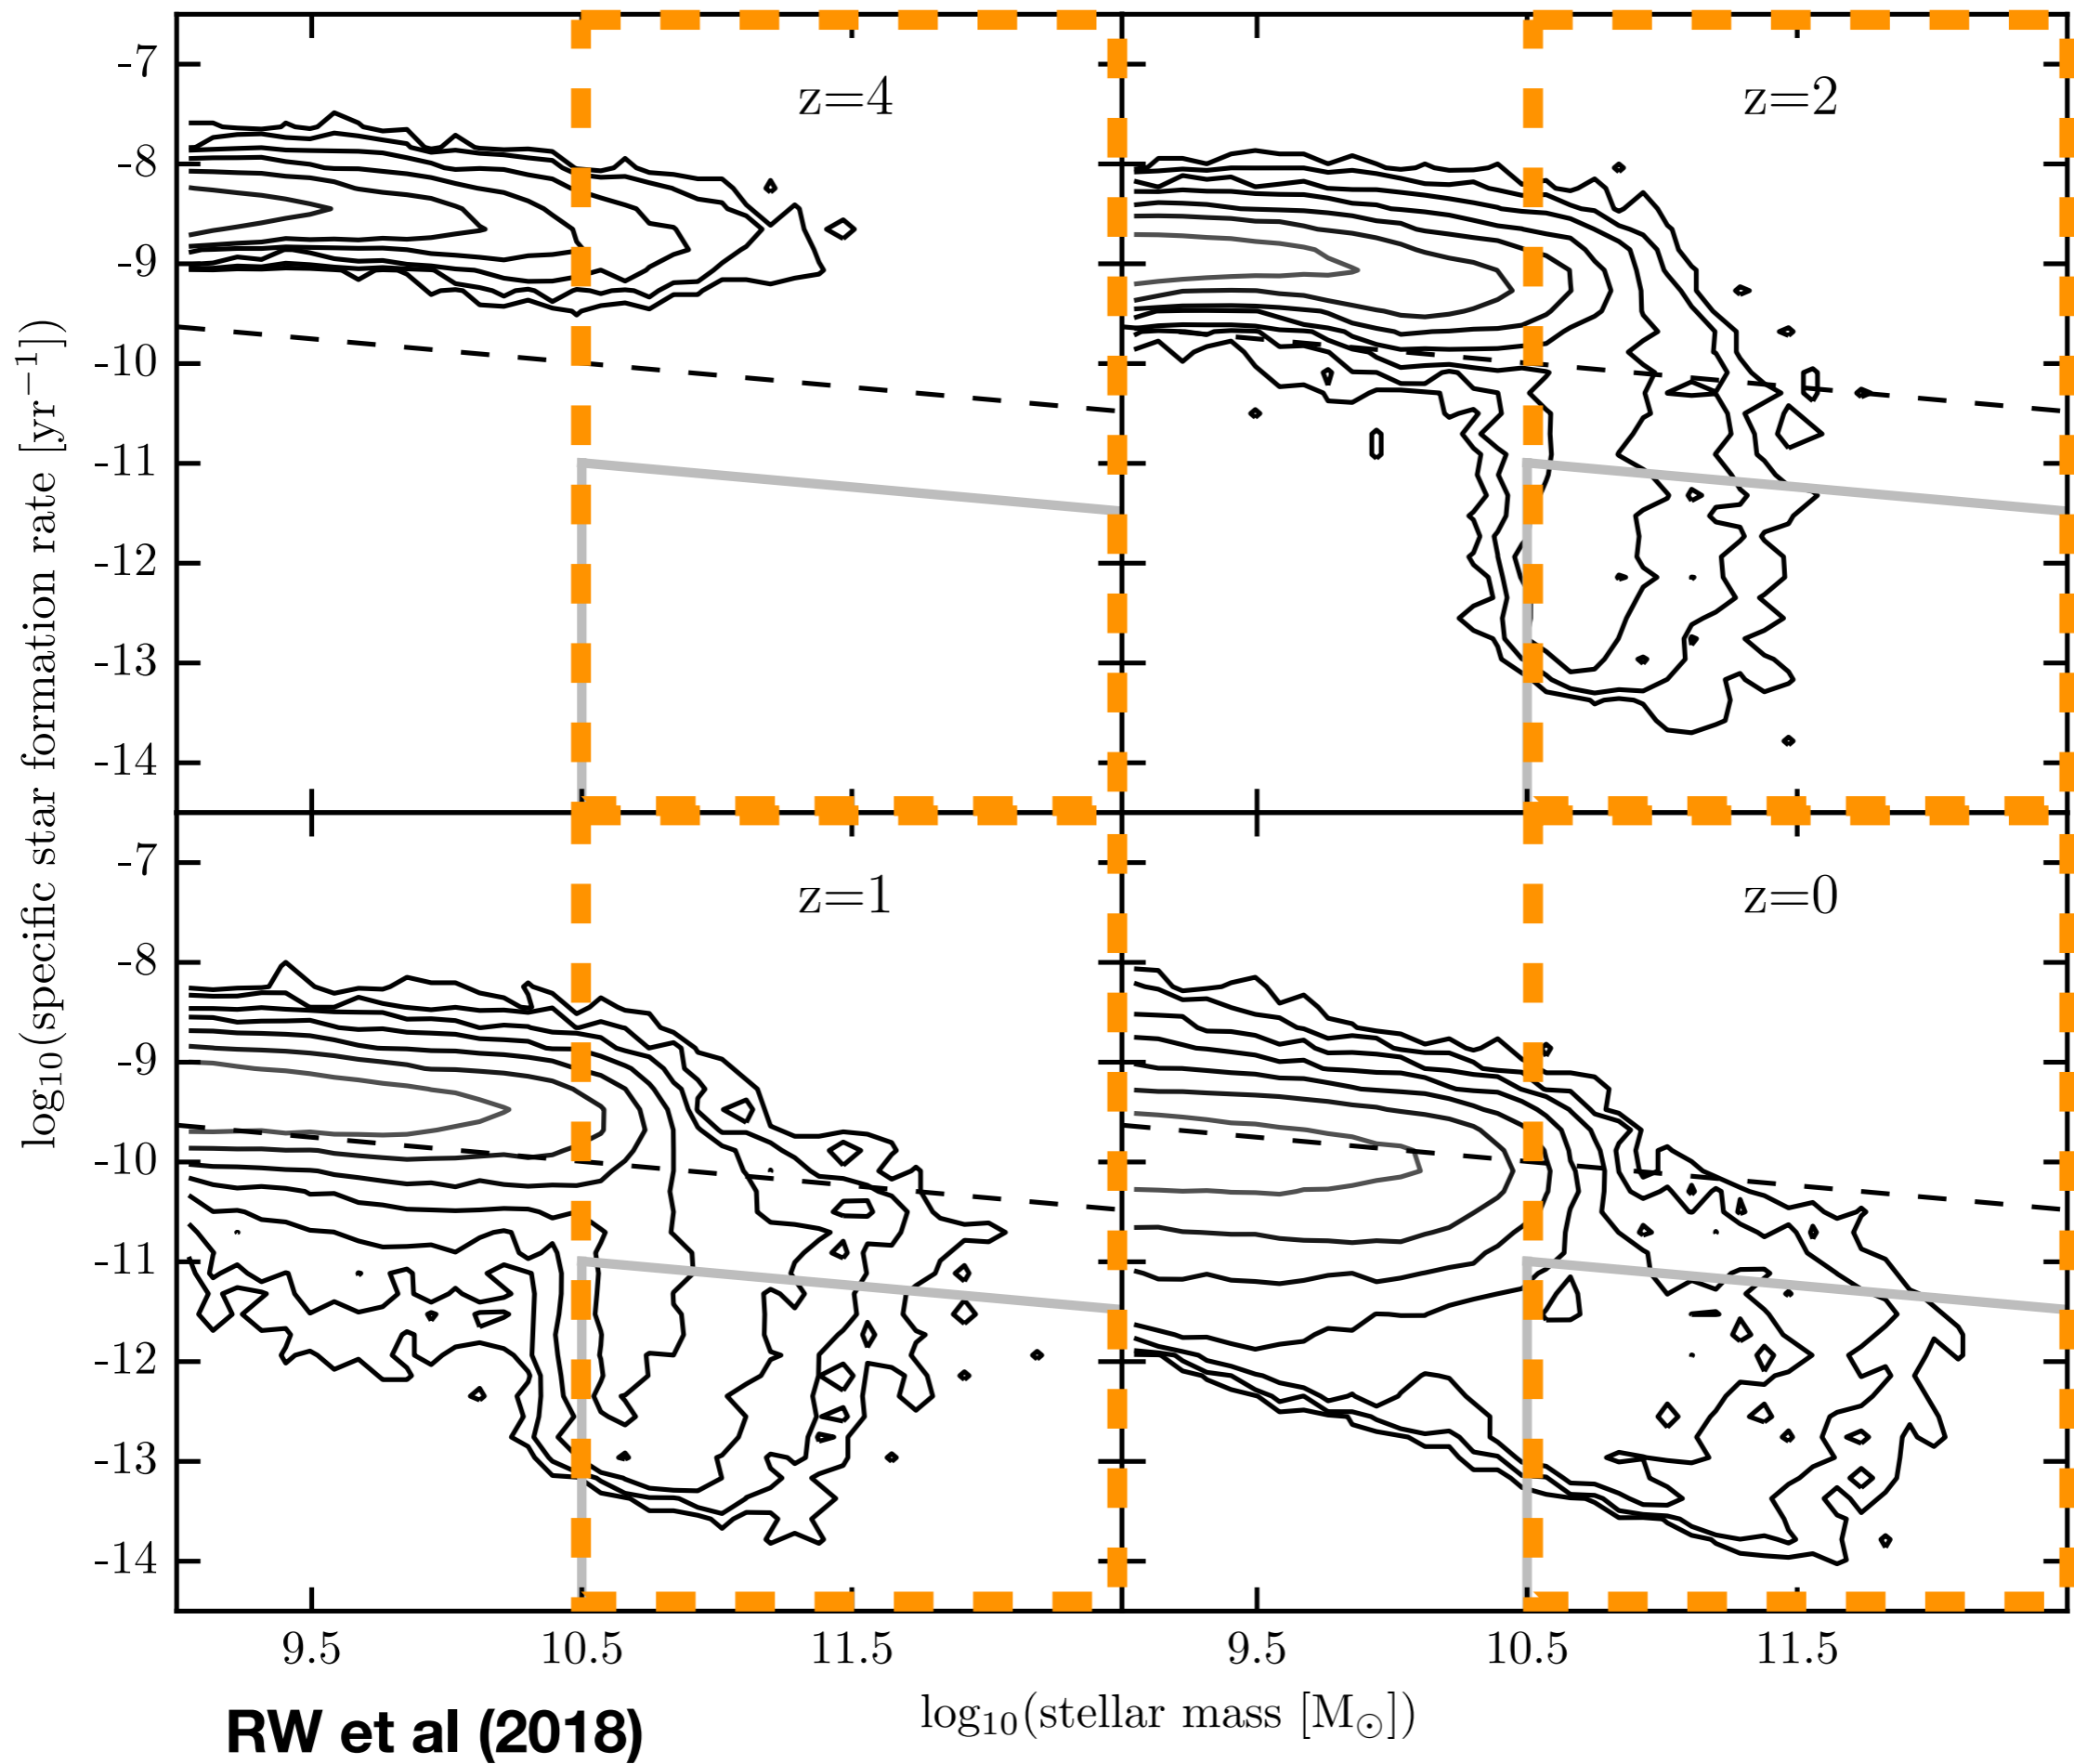 z=4
z=2
-7
-8
-9
-10
-11
-12
-13
-14
z=1
z=0
-7
-8
-9
-10
-11
-12
-13
-14
log₁₀(specific star formation rate [yr⁻¹])
9.5 10.5 11.5 9.5 10.5 11.5
log₁₀(stellar mass [M☉])
RW et al (2018)